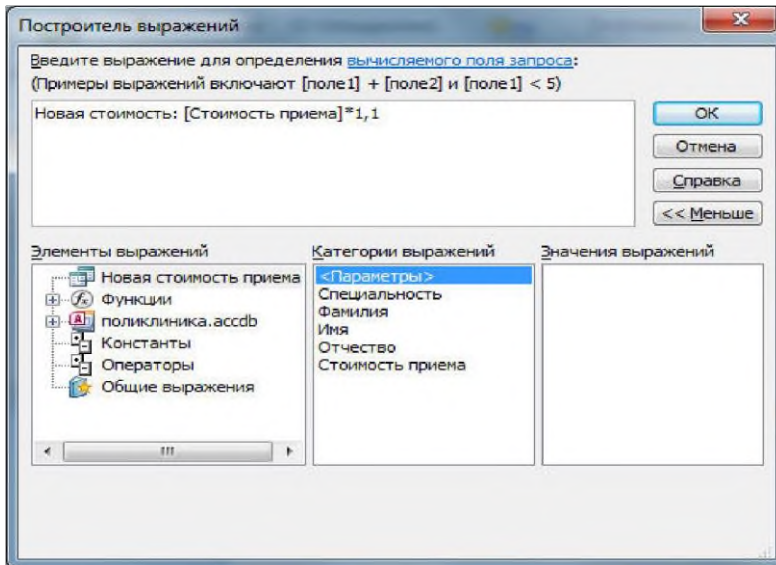 Построитель выражений
Введите выражение для определения вычисляемого поля запроса:
(Примеры выражений включают [поле1] + [поле2] и [поле1] < 5)
Новая стоимость: [Стоимость приема]*1,1
ОК
Отмена
Справка
<< Меньше
Элементы выражений
Новая стоимость приема
Функции
поликлиника.accdb
Константы
Операторы
Общие выражения
Категории выражений
<Параметры>
Специальность
Фамилия
Имя
Отчество
Стоимость приема
Значения выражений